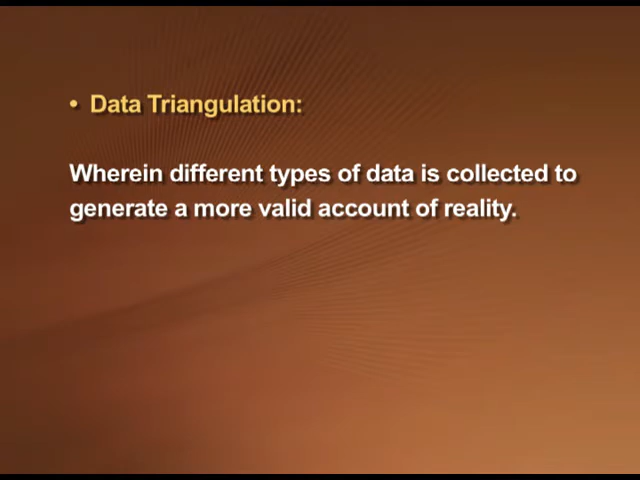 • Data Triangulation:
Wherein different types of data is collected to
generate a more valid account of reality.